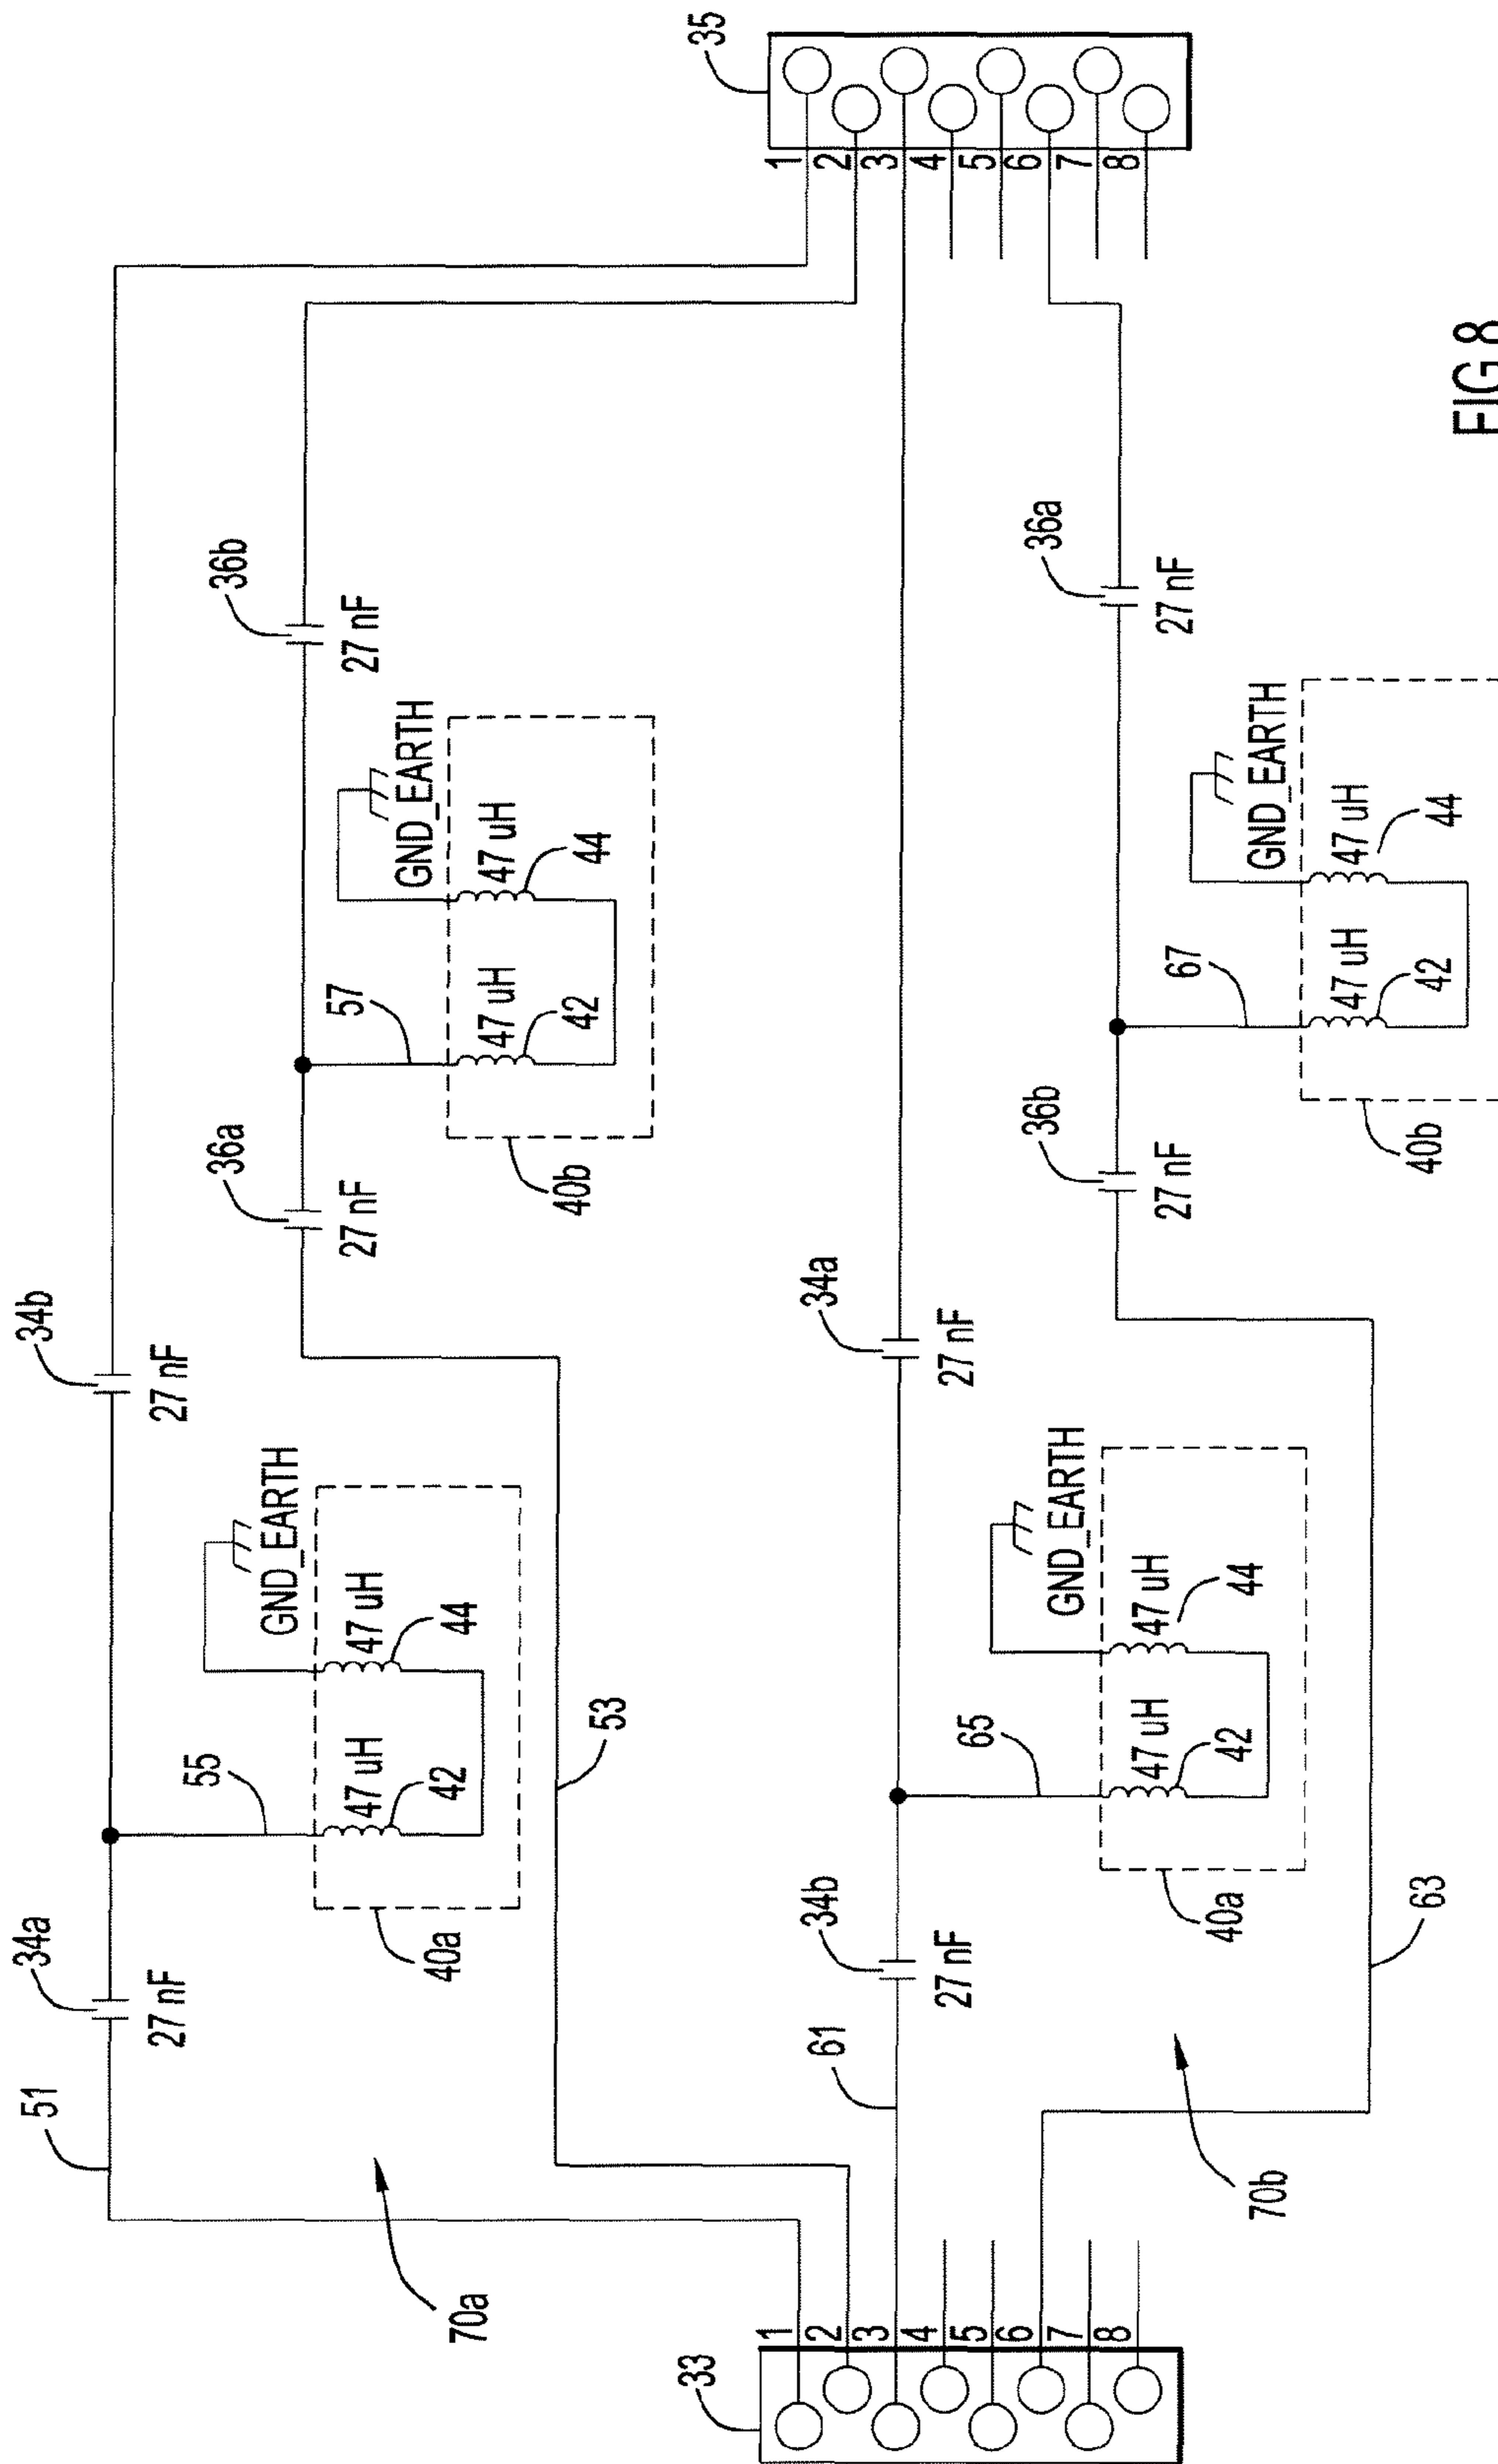 35
1
2
3
4
5
6
7
8
36b
27 nF
36a
27 nF
GND_EARTH
47 uH
44
57
47 uH
42
40b
36a
27 nF
GND_EARTH
47 uH
44
67
47 uH
42
40b
36b
27 nF
34b
27 nF
34a
27 nF
GND_EARTH
47 uH
44
55
47 uH
42
40a
53
GND_EARTH
47 uH
44
65
47 uH
42
40a
63
34a
27 nF
34b
27 nF
51
61
70a
70b
33
1
2
3
4
5
6
7
8
FIG.8